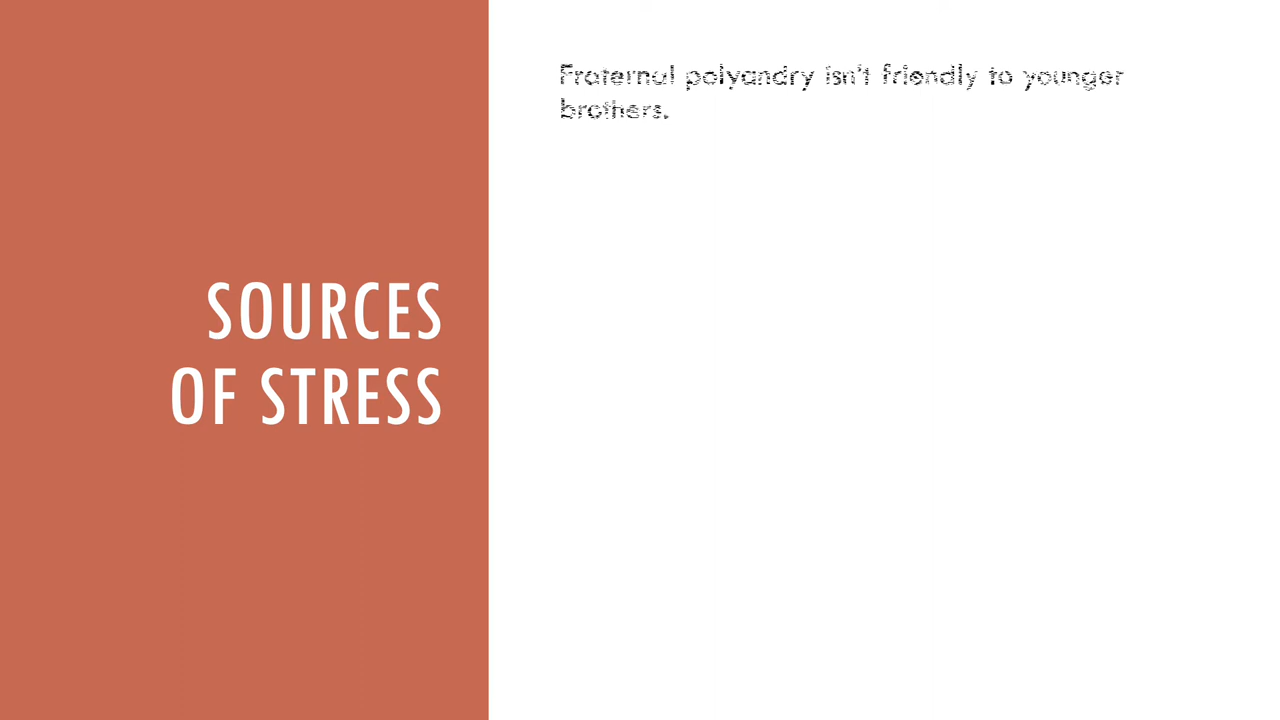 SOURCES
OF STRESS
Fraternal polyandry isn't friendly to younger
brothers.